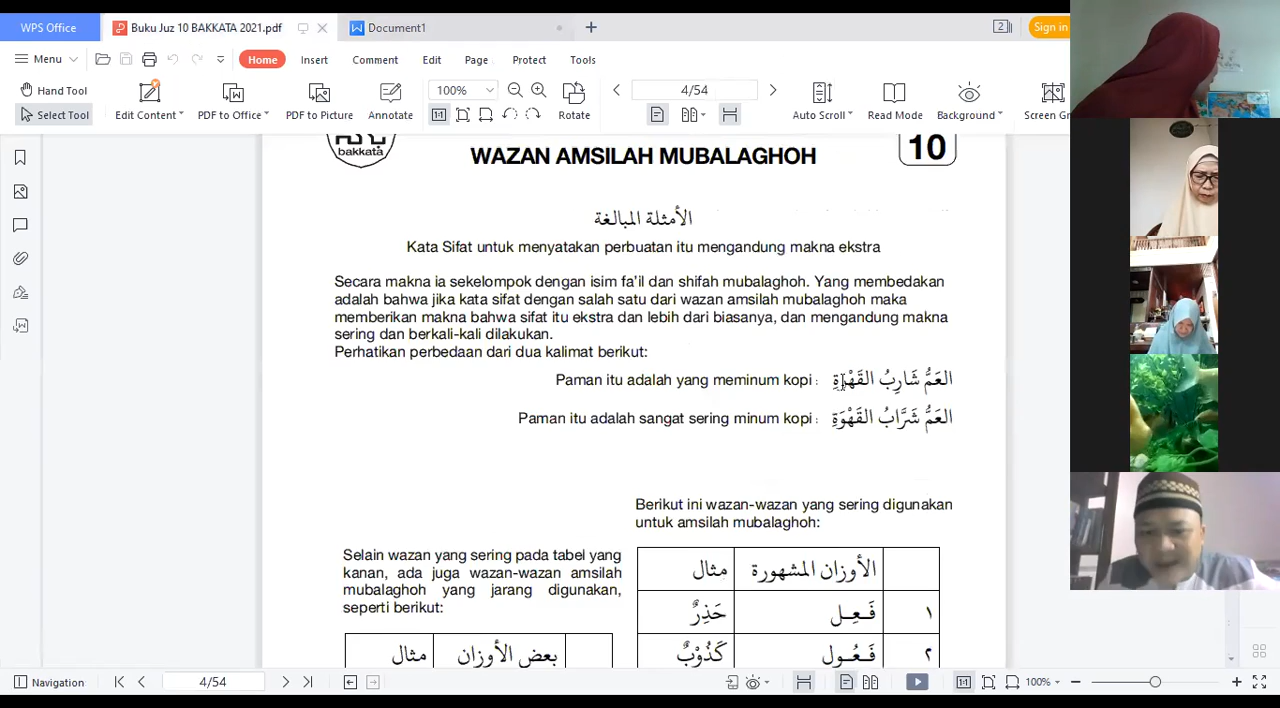 WPS Office
Buku Juz 10 BAKKATA 2021.pdf
Document1
2
Sign in
Menu
Home
Insert
Comment
Edit
Page
Protect
Tools
Hand Tool
Select Tool
Edit Content
PDF to Office
PDF to Picture
Annotate
100%
Rotate
4/54
Auto Scroll
Read Mode
Background
Screen Gr
bakkata
WAZAN AMSILAH MUBALAGHOH
10
الأمثلة المبالغة
Kata Sifat untuk menyatakan perbuatan itu mengandung makna ekstra
Secara makna ia sekelompok dengan isim fa'il dan shifah mubalaghoh. Yang membedakan
adalah bahwa jika kata sifat dengan salah satu dari wazan amsilah mubalaghoh maka
memberikan makna bahwa sifat itu ekstra dan lebih dari biasanya, dan mengandung makna
sering dan berkali-kali dilakukan.
Perhatikan perbedaan dari dua kalimat berikut:
العَمُّ شَارِبُ القَهْوَةِ : Paman itu adalah yang meminum kopi
العَمُّ شَرَّابُ القَهْوَةِ : Paman itu adalah sangat sering minum kopi
Berikut ini wazan-wazan yang sering digunakan
untuk amsilah mubalaghoh:
Selain wazan yang sering pada tabel yang
kanan, ada juga wazan-wazan amsilah
mubalaghoh yang jarang digunakan,
seperti berikut:
الأوزان المشهورة مثال
١ فَـعِـل حَذِرٌ
٢ فَـعُـول كَذُوْبٌ
بعض الأوزان مثال
Navigation
4/54
100%